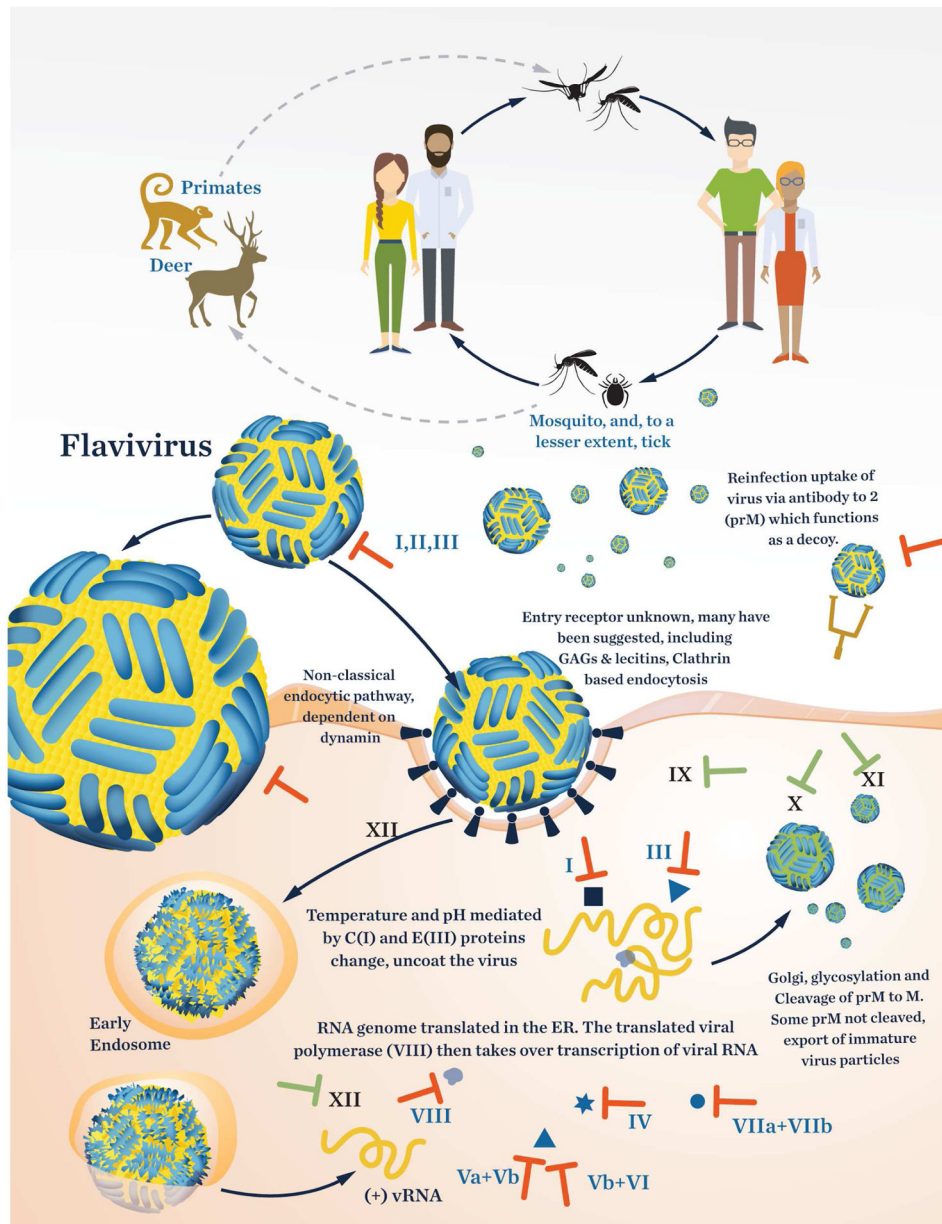 Primates
Deer
Mosquito, and, to a
lesser extent, tick
Flavivirus
I,II,III
Reinfection uptake of
virus via antibody to 2
(prM) which functions
as a decoy.
Entry receptor unknown, many have
been suggested, including
GAGs & lecitins, Clathrin
based endocytosis
Non-classical
endocytic pathway,
dependent on
dynamin
IX
X
XI
XII
I
III
Temperature and pH mediated
by C(I) and E(III) proteins
change, uncoat the virus
Golgi, glycosylation and
Cleavage of prM to M.
Some prM not cleaved,
export of immature
virus particles
Early
Endosome
RNA genome translated in the ER. The translated viral
polymerase (VIII) then takes over transcription of viral RNA
XII
VIII
IV
VIIa+VIIb
Va+Vb
Vb+VI
(+) vRNA